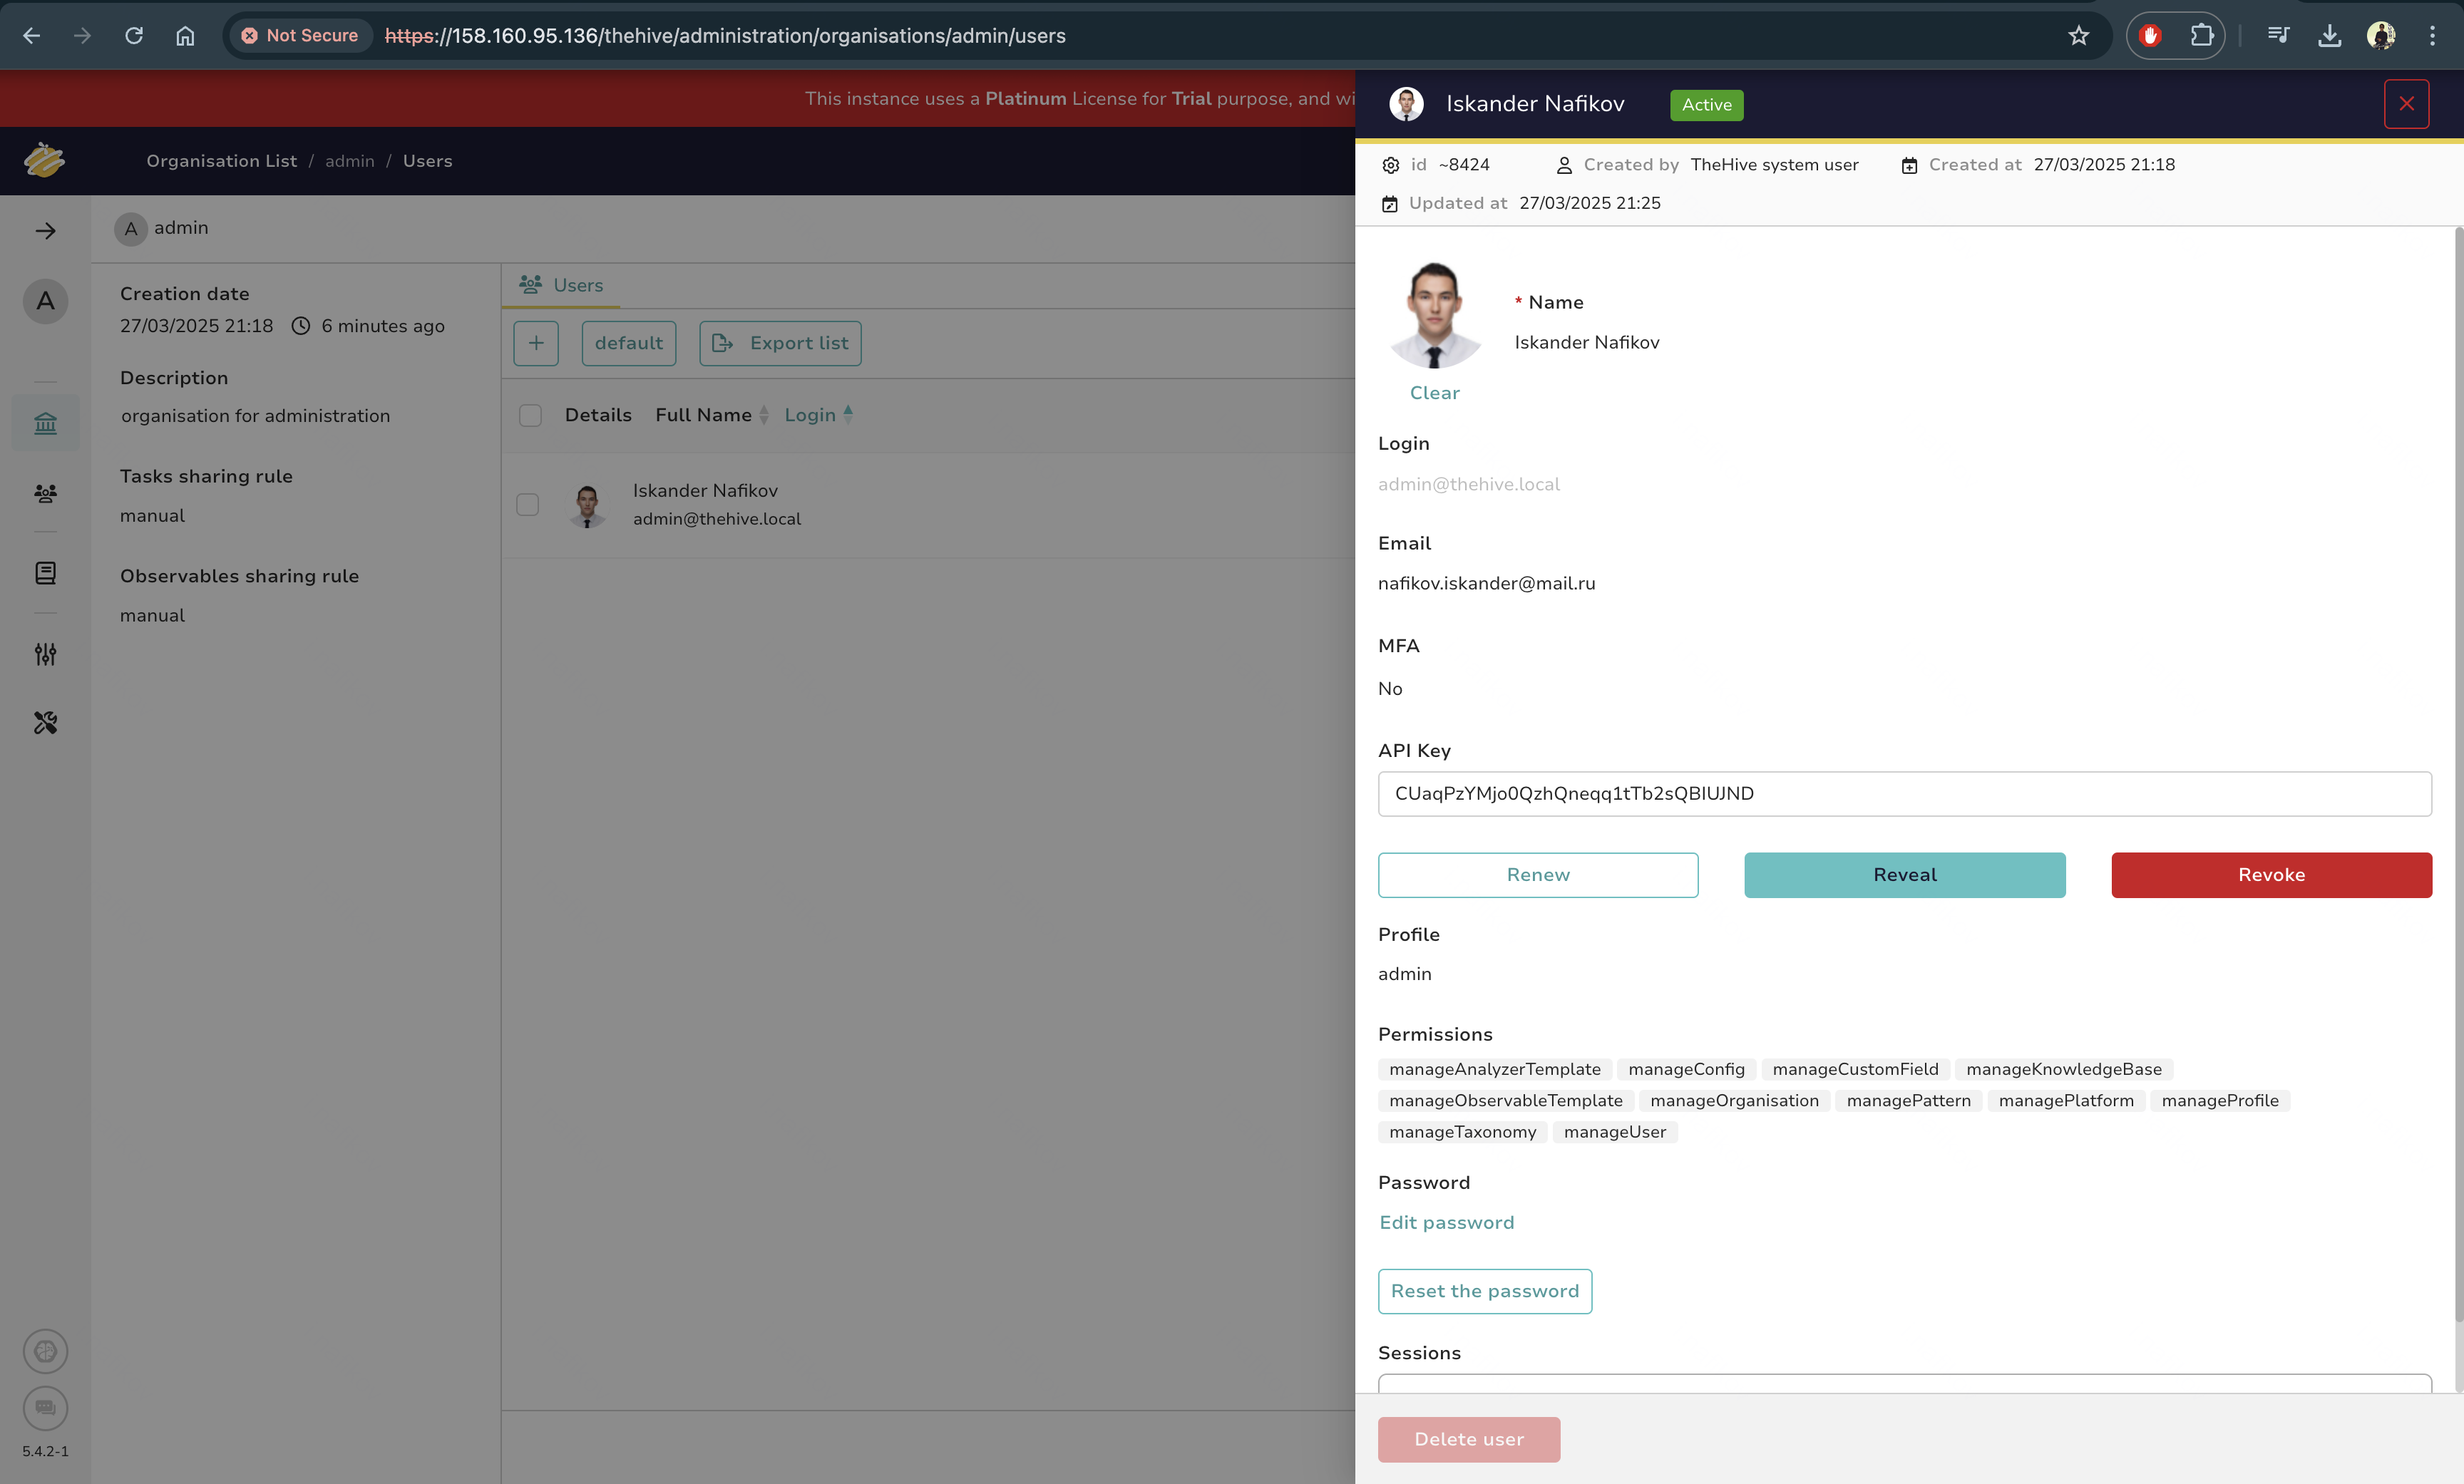 Not Secure https://158.160.95.136/thehive/administration/organisations/admin/users
This instance uses a Platinum License for Trial purpose, and wi
Organisation List / admin / Users
A admin
A
Creation date
27/03/2025 21:18 6 minutes ago
Description
organisation for administration
Tasks sharing rule
manual
Observables sharing rule
manual
5.4.2-1
Users
+ default Export list
Details Full Name Login
Iskander Nafikov
admin@thehive.local
Iskander Nafikov Active
id ~8424 Created by TheHive system user Created at 27/03/2025 21:18
Updated at 27/03/2025 21:25
* Name
Iskander Nafikov
Clear
Login
admin@thehive.local
Email
nafikov.iskander@mail.ru
MFA
No
API Key
CUaqPzYMjo0QzhQneqq1tTb2sQBIUJND
Renew Reveal Revoke
Profile
admin
Permissions
manageAnalyzerTemplate manageConfig manageCustomField manageKnowledgeBase
manageObservableTemplate manageOrganisation managePattern managePlatform manageProfile
manageTaxonomy manageUser
Password
Edit password
Reset the password
Sessions
Delete user